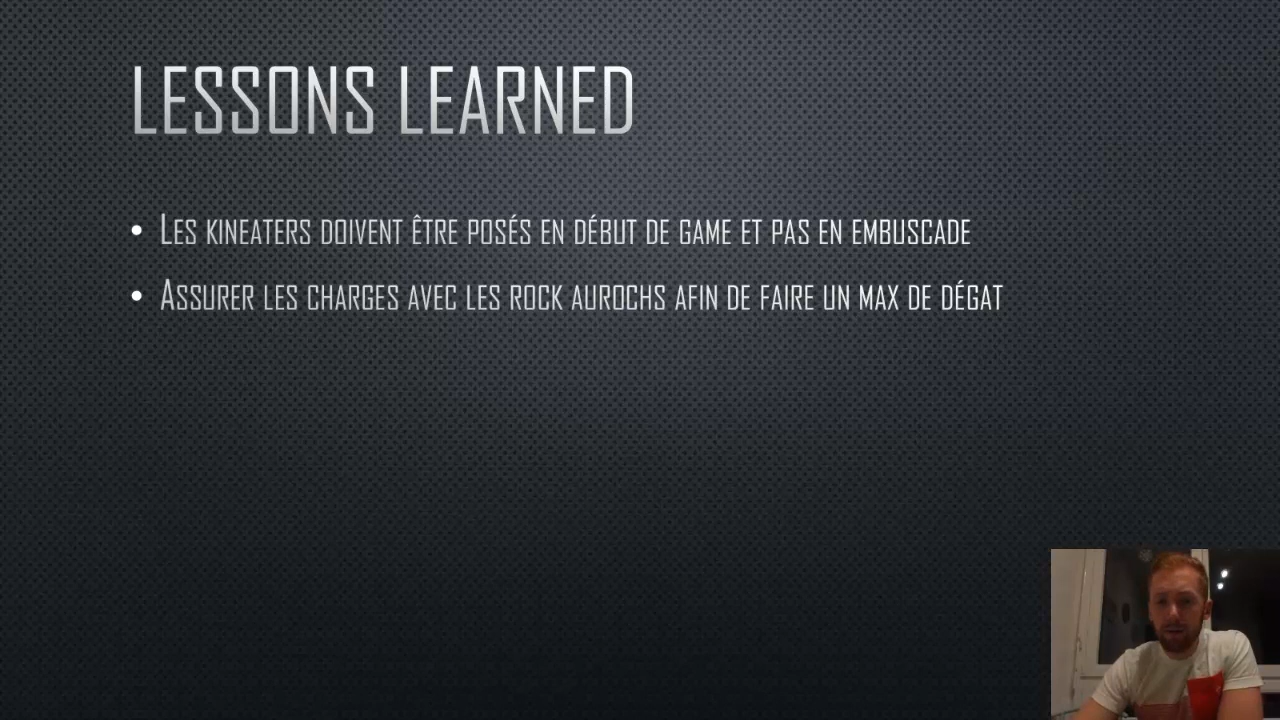 LESSONS LEARNED
• LES KINEATERS DOIVENT ÊTRE POSÉS EN DÉBUT DE GAME ET PAS EN EMBUSCADE
• ASSURER LES CHARGES AVEC LES ROCK AUROCHS AFIN DE FAIRE UN MAX DE DÉGAT